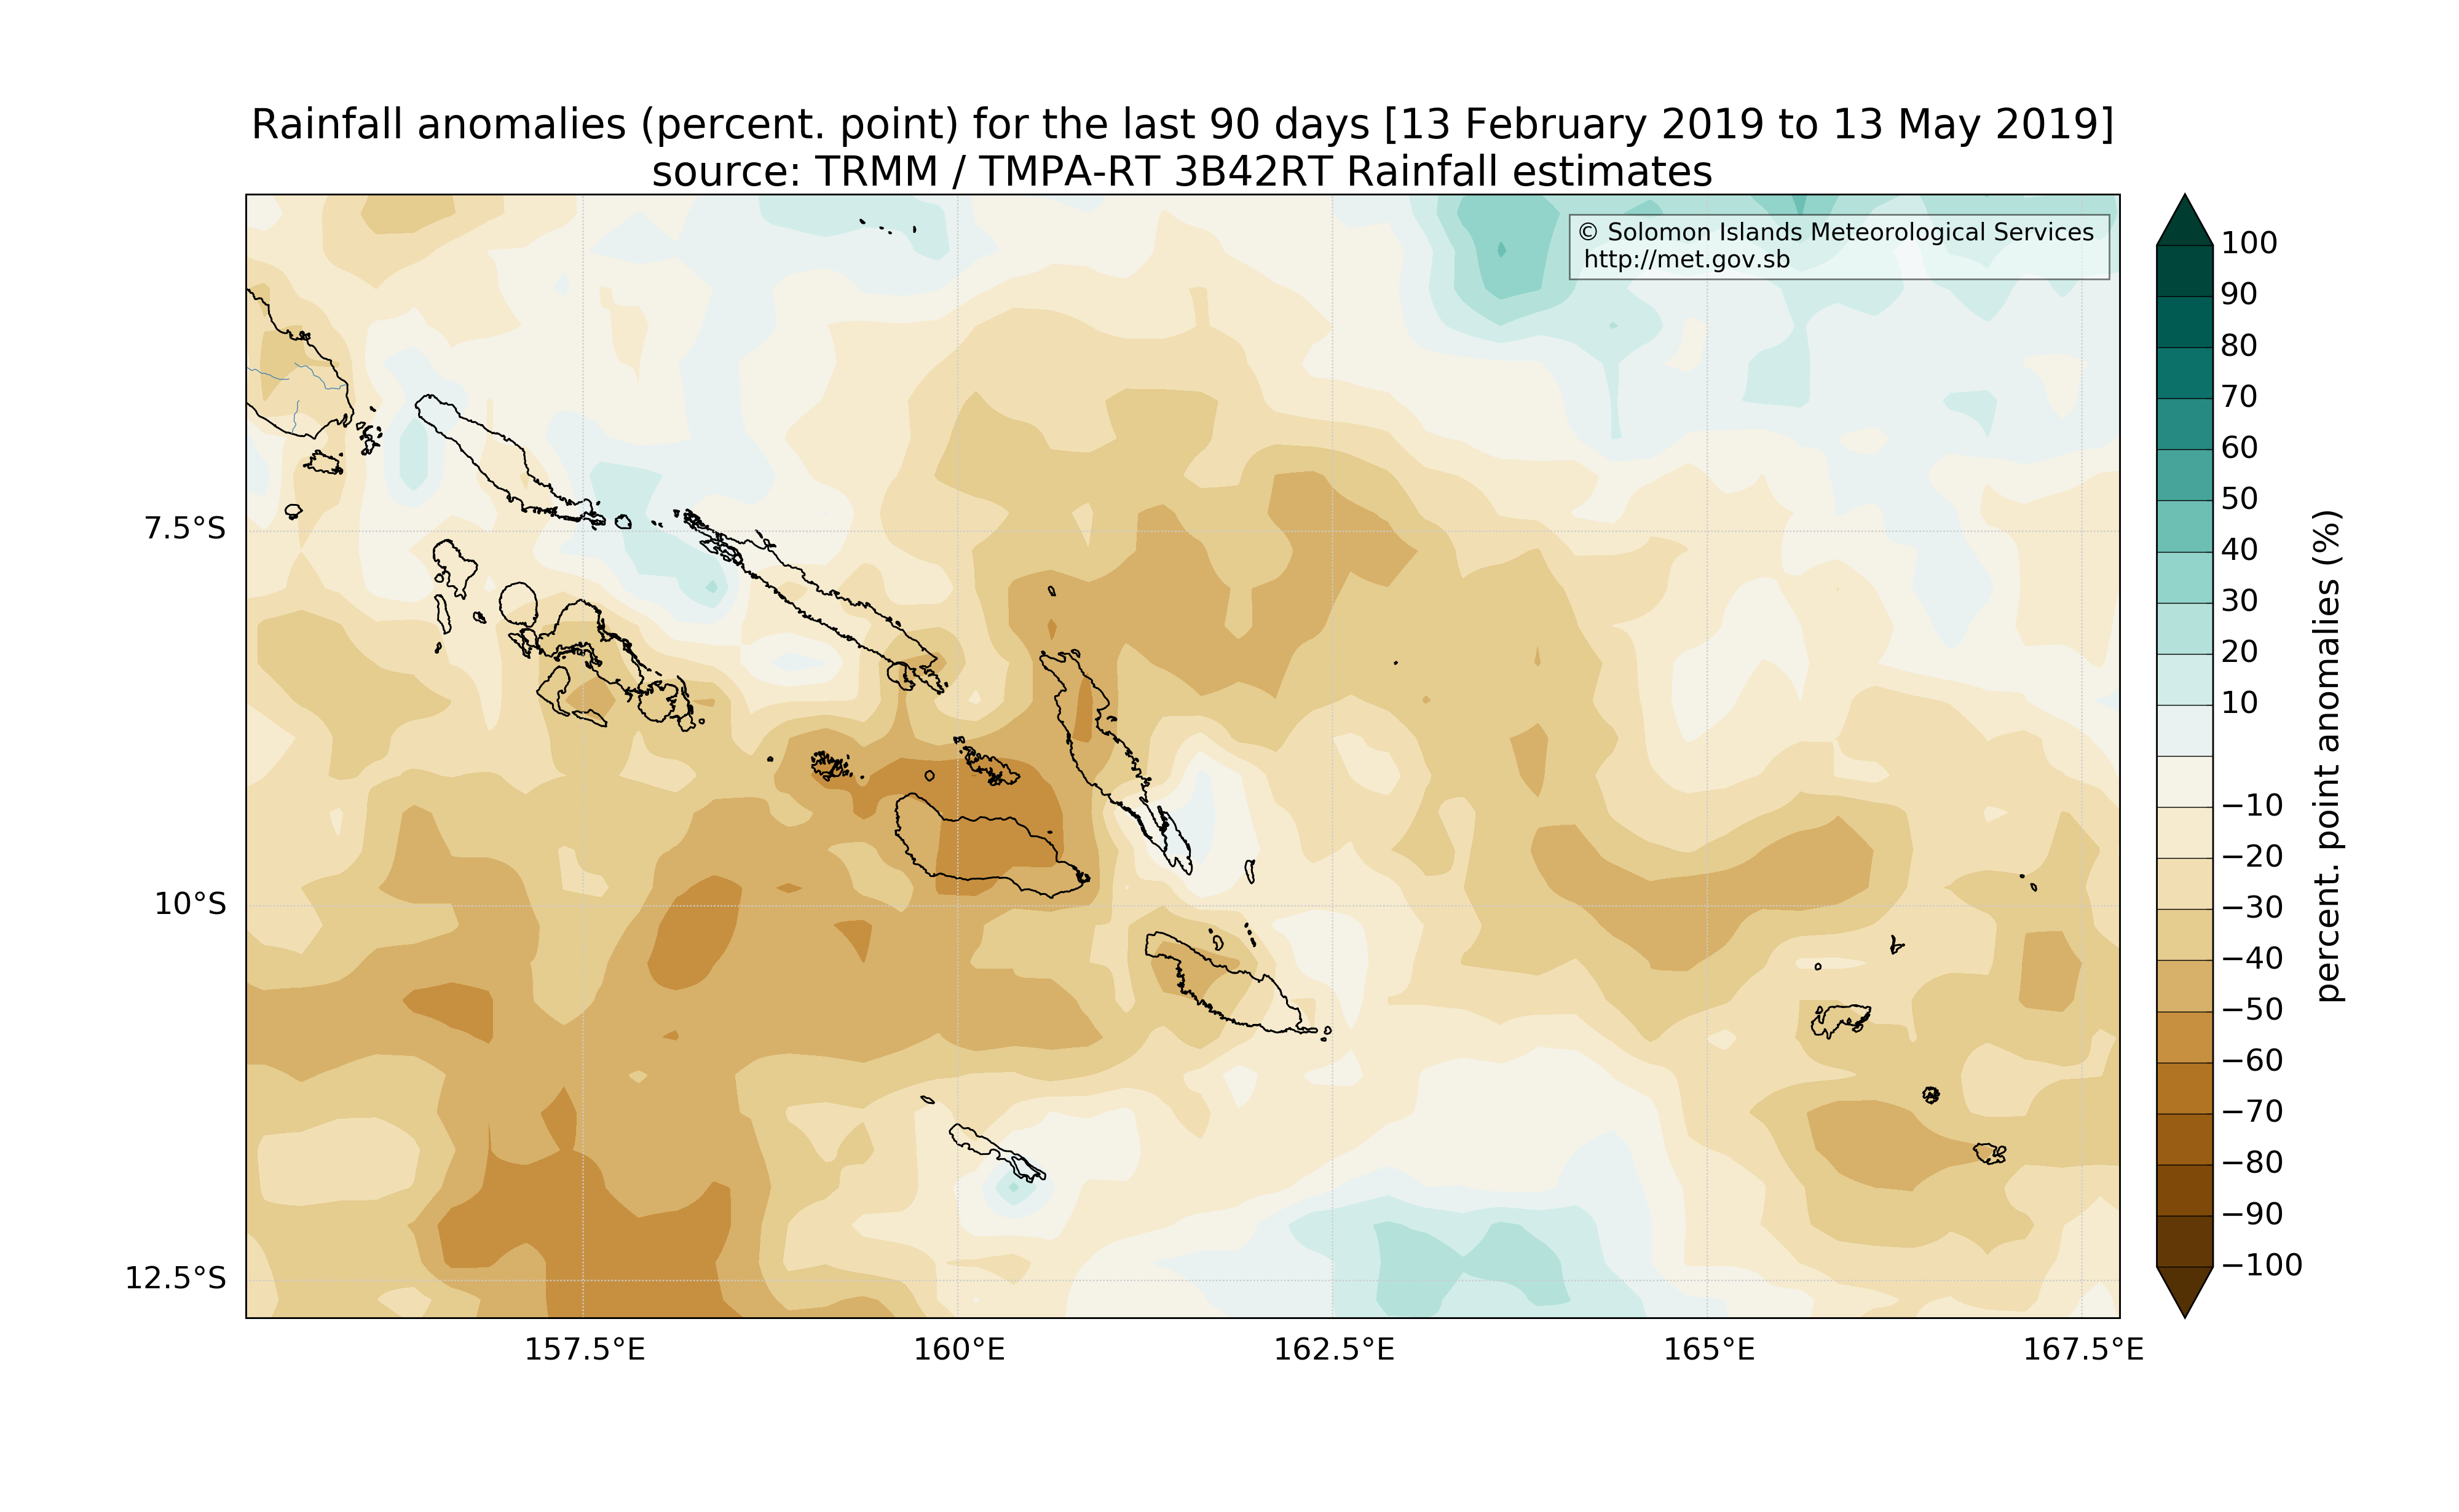 Rainfall anomalies (percent. point) for the last 90 days [13 February 2019 to 13 May 2019]
source: TRMM / TMPA-RT 3B42RT Rainfall estimates
© Solomon Islands Meteorological Services
http://met.gov.sb
7.5°S
10°S
12.5°S
157.5°E
160°E
162.5°E
165°E
167.5°E
100
90
80
70
60
50
40
30
20
10
−10
−20
−30
−40
−50
−60
−70
−80
−90
−100
percent. point anomalies (%)